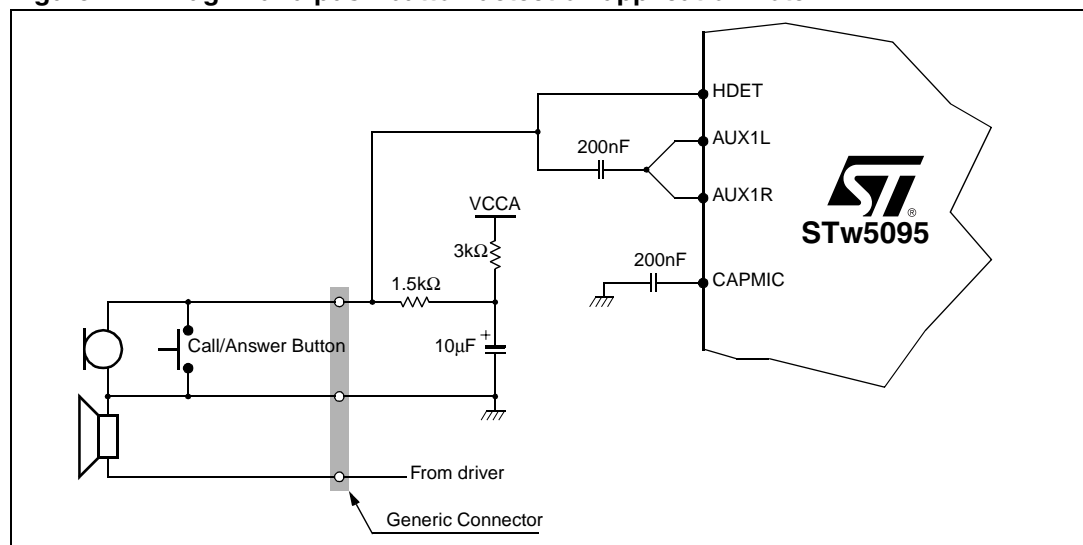 HDET
AUX1L
200nF
AUX1R
VCCA
ST
®
STw5095
3kΩ
200nF
1.5kΩ
CAPMIC
+
Call/Answer Button
10µF
From driver
Generic Connector